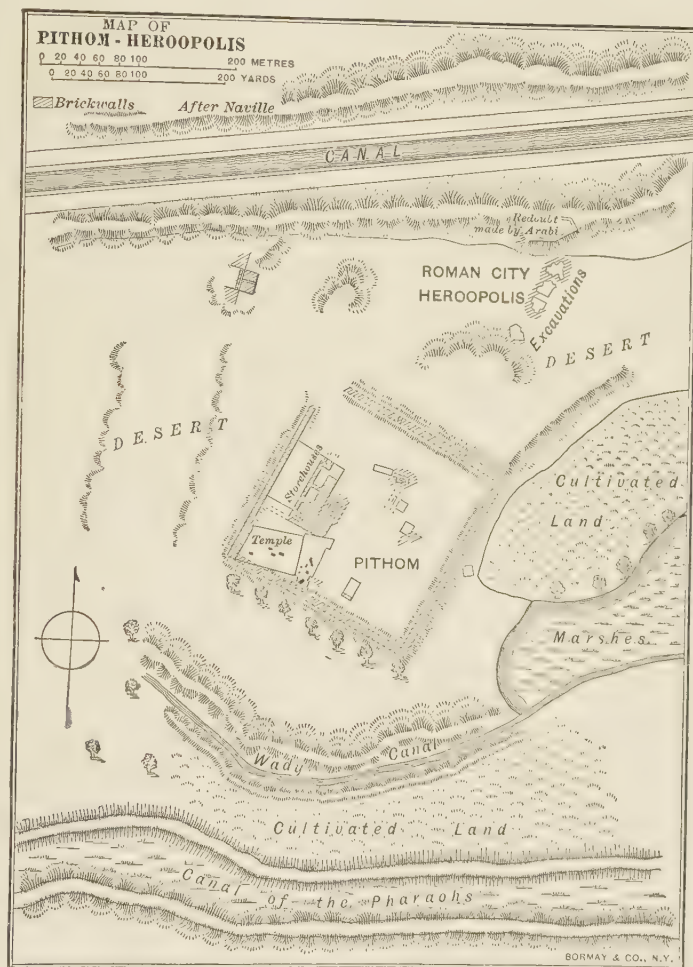 MAP OF
PITHOM - HEROOPOLIS
0 20 40 60 80 100 200 METRES
0 20 40 60 80 100 200 YARDS
Brickwalls After Naville
CANAL
Redoubt
made by Arabi
ROMAN CITY
HEROOPOLIS
Excavations
DESERT
DESERT
Cultivated
Land
Storehouses
Temple
PITHOM
Marshes
Wady Canal
Cultivated Land
Canal of the Pharaohs
BORMAY & CO., N.Y.